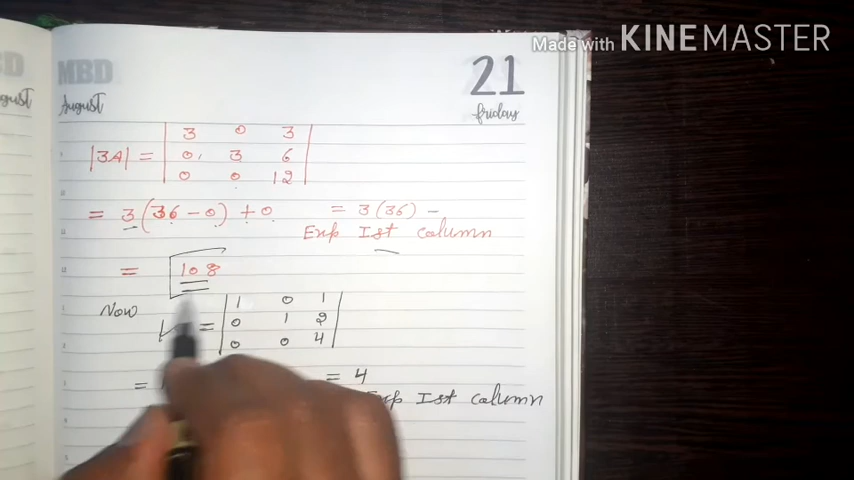 Made with KINEMASTER
MBD
21
August
friday
August
|3A| = | 3 0 3
0, 3 6
0 0 12 |
= 3(36 - 0) + 0 = 3(36) -
Exp Ist column
= 108
Now
= | 1 0 1
0 1 2
0 0 4 |
= = 4
Ist column